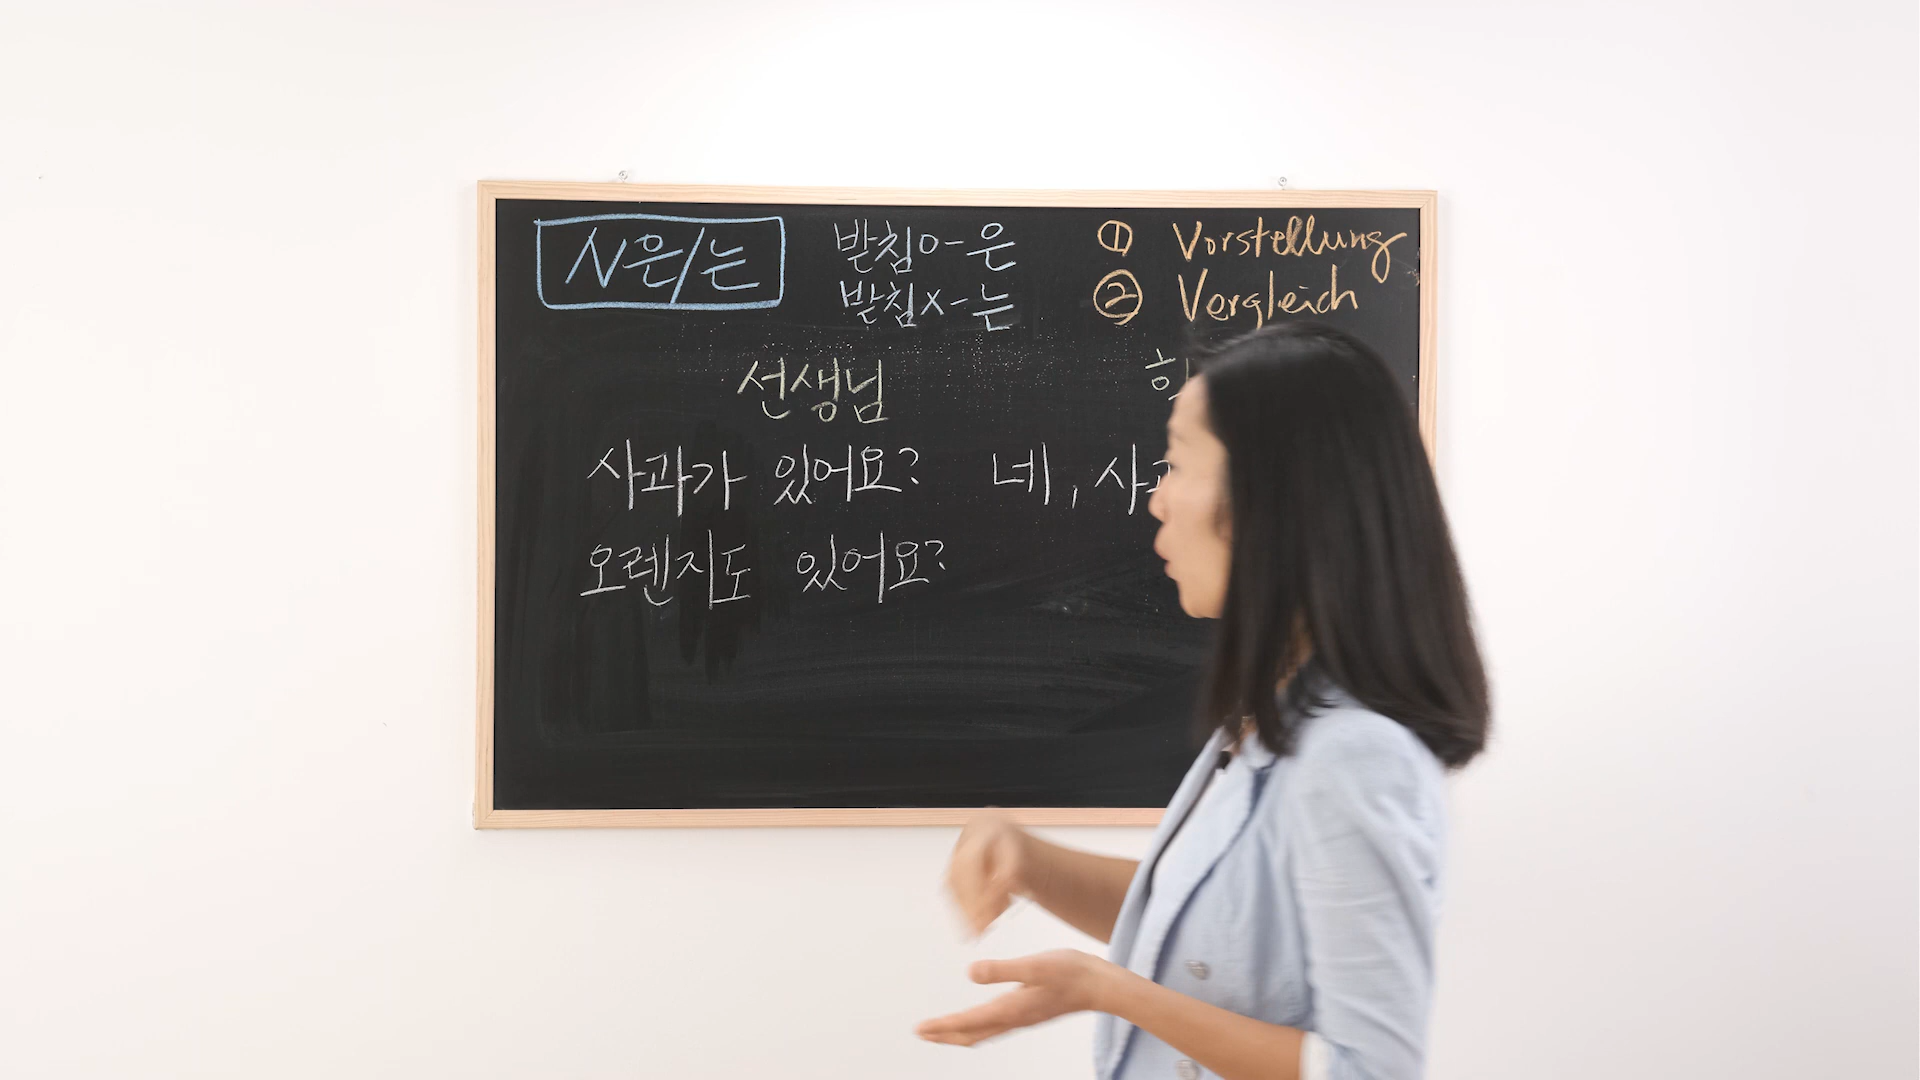 N은/는
받침o-은
받침x-는
① Vorstellung
② Vergleich
선생님
사과가 있어요? 네,
오렌지도 있어요?